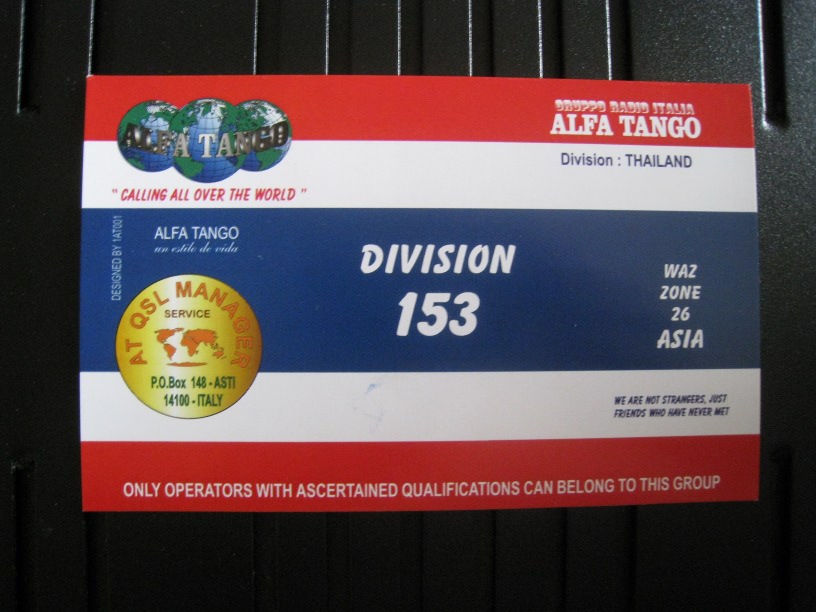 ALFA TANGO
" CALLING ALL OVER THE WORLD "
GRUPPO RADIO ITALIA
ALFA TANGO
Division : THAILAND
DESIGNED BY 1AT001
ALFA TANGO
un estilo de vida
AT QSL MANAGER
SERVICE
P.O.Box 148 - ASTI
14100 - ITALY
DIVISION
153
WAZ
ZONE
26
ASIA
WE ARE NOT STRANGERS, JUST
FRIENDS WHO HAVE NEVER MET
ONLY OPERATORS WITH ASCERTAINED QUALIFICATIONS CAN BELONG TO THIS GROUP